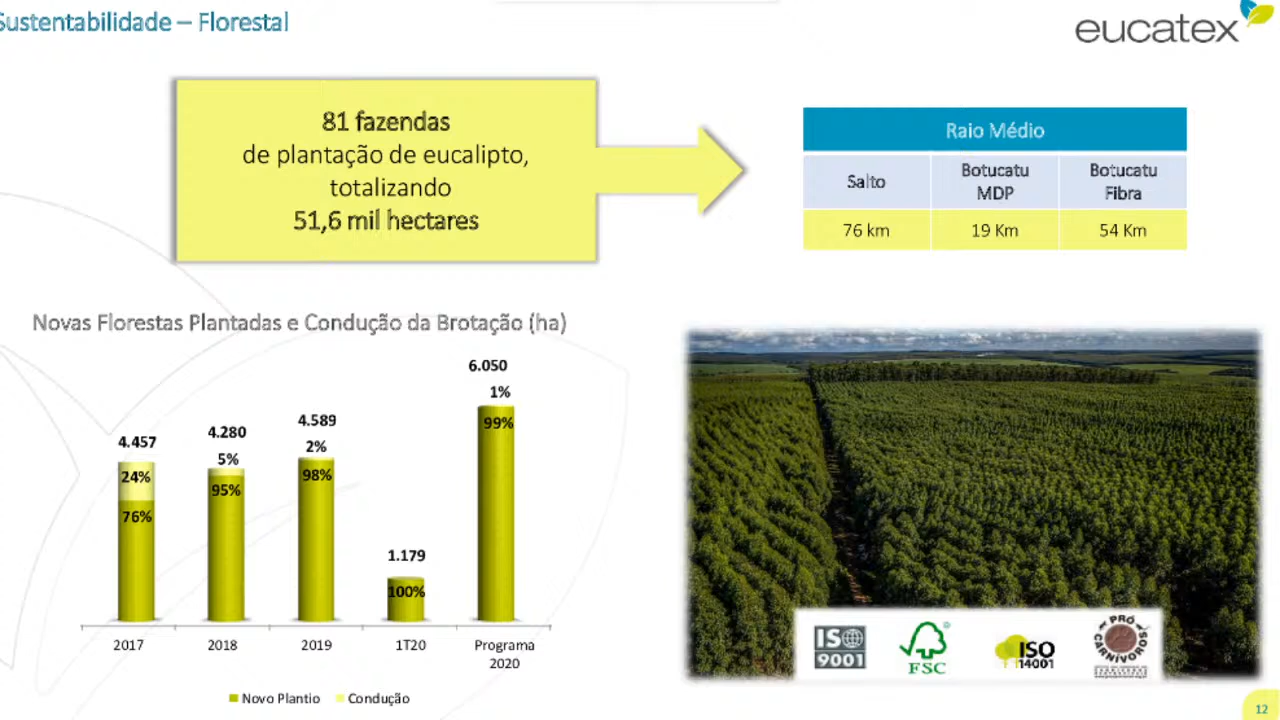 Sustentabilidade – Florestal
eucatex
81 fazendas
de plantação de eucalipto,
totalizando
51,6 mil hectares
Raio Médio
Salto
Botucatu
MDP
Botucatu
Fibra
76 km
19 Km
54 Km
Novas Florestas Plantadas e Condução da Brotação (ha)
4.457
24%
76%
4.280
5%
95%
4.589
2%
98%
1.179
100%
6.050
1%
99%
2017
2018
2019
1T20
Programa
2020
Novo Plantio
Condução
ISO
9001
FSC
ISO
14001
PRÓ
CARNÍVOROS
12